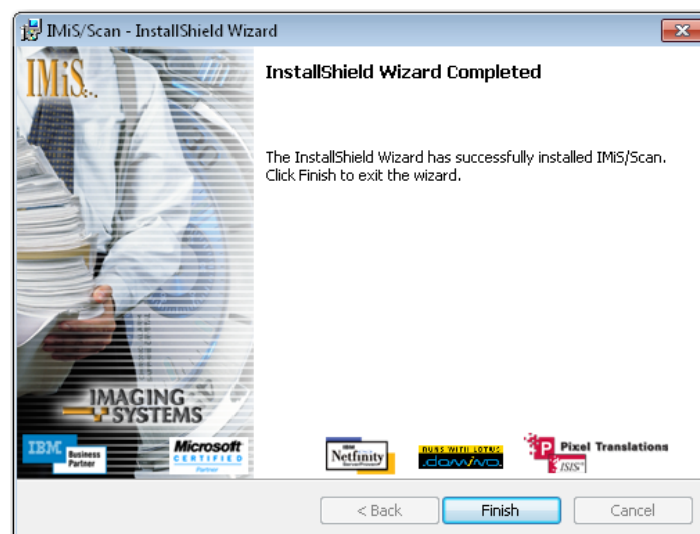 IMiS/Scan - InstallShield Wizard
IMiS
InstallShield Wizard Completed
The InstallShield Wizard has successfully installed IMiS/Scan.
Click Finish to exit the wizard.
IMAGING
SYSTEMS
IBM
Business
Partner
Microsoft
CERTIFIED
Partner
IBM
Netfinity
RUNS WITH LOTUS
domino
Pixel Translations
ISIS
< Back
Finish
Cancel